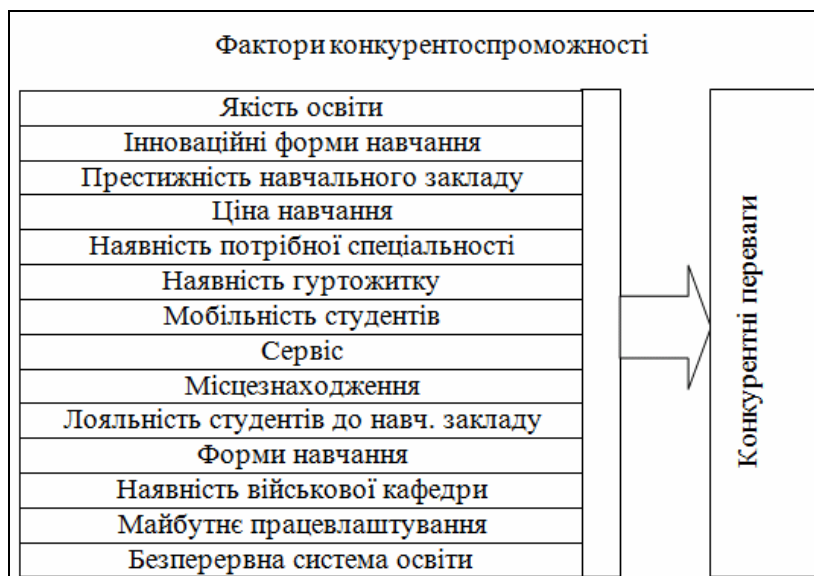 Фактори конкурентоспроможності
Якість освіти
Інноваційні форми навчання
Престижність навчального закладу
Ціна навчання
Наявність потрібної спеціальності
Наявність гуртожитку
Мобільність студентів
Сервіс
Місцезнаходження
Лояльність студентів до навч. закладу
Форми навчання
Наявність військової кафедри
Майбутнє працевлаштування
Безперервна система освіти
Конкурентні переваги